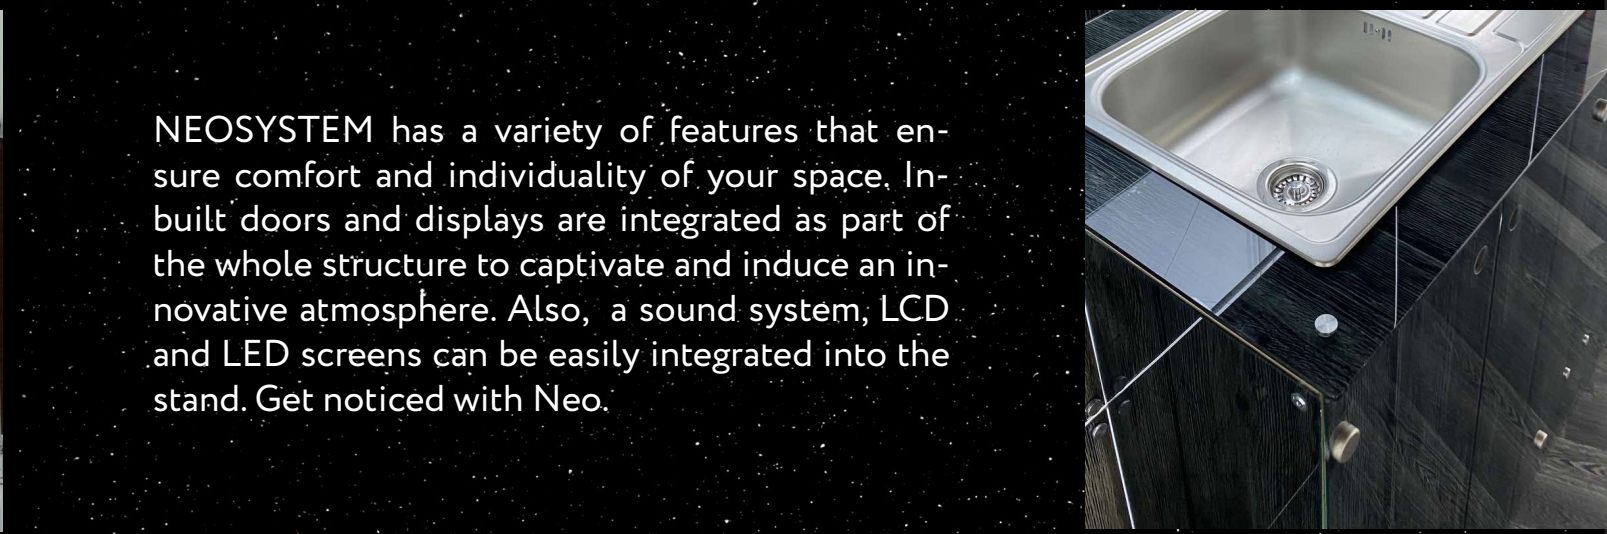 NEOSYSTEM has a variety of features that en-
sure comfort and individuality of your space. In-
built doors and displays are integrated as part of
the whole structure to captivate and induce an in-
novative atmosphere. Also,  a sound system, LCD
and LED screens can be easily integrated into the
stand. Get noticed with Neo.